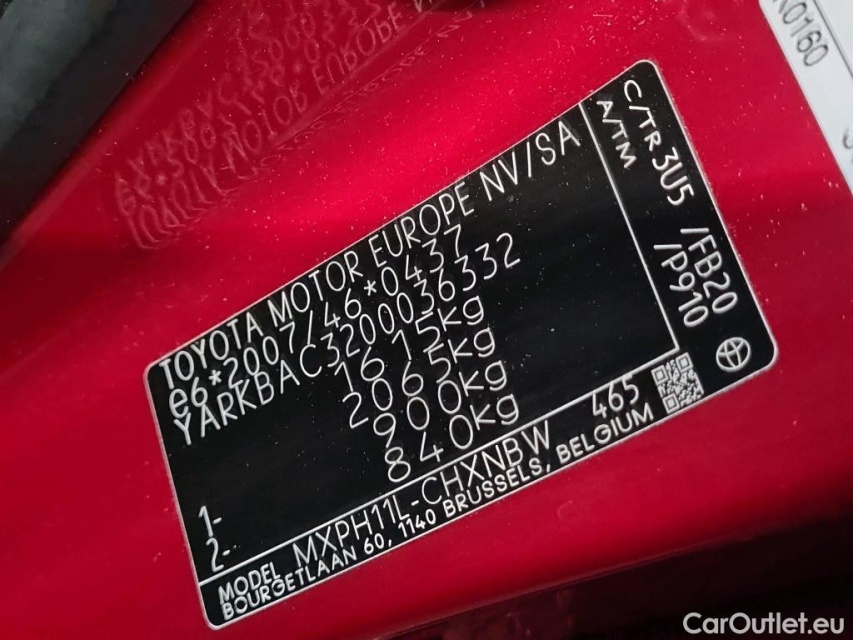 TOYOTA MOTOR EUROPE NV/SA
e6*2007/46*0437
YARKBAC3200036332
1615kg
2065kg
1- 900kg
2- 840kg
MODEL MXPH11L-CHXNBW 465
BOURGETLAAN 60, 1140 BRUSSELS, BELGIUM
C/TR 3U5 /FB20
A/TM /P910
0160
CarOutlet.eu